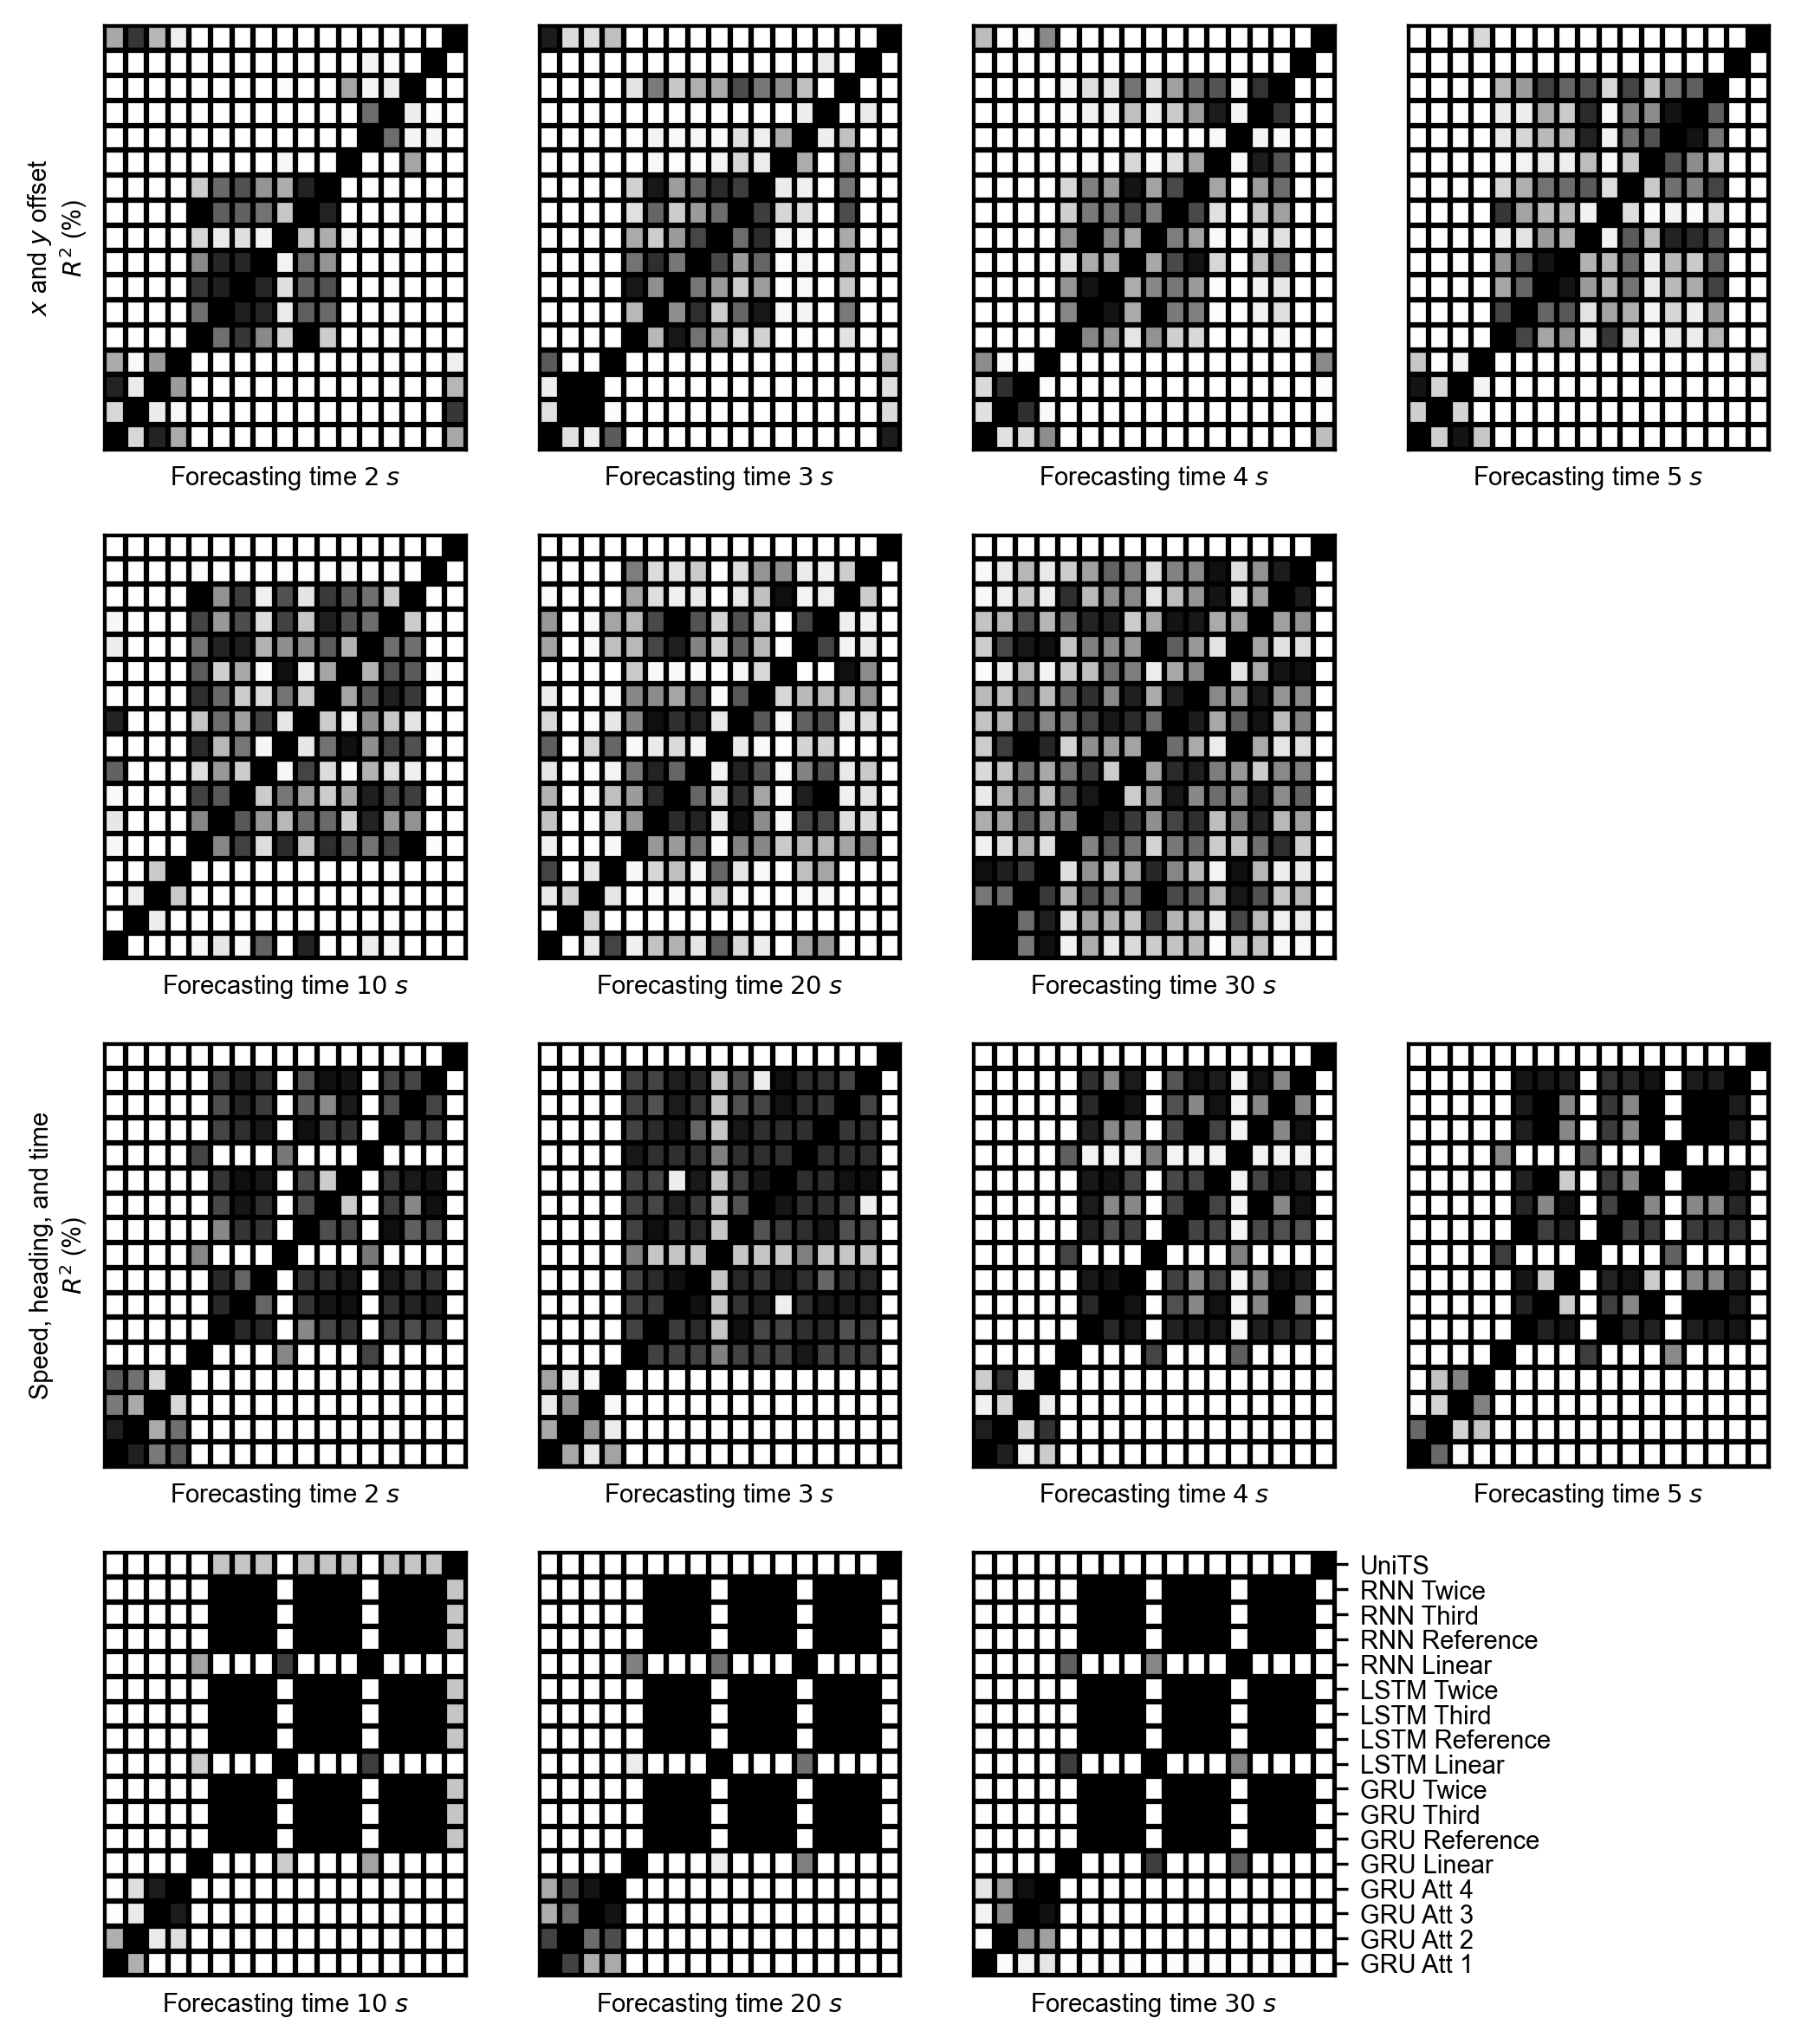 x and y offset
R² (%)
Forecasting time 2 s
Forecasting time 3 s
Forecasting time 4 s
Forecasting time 5 s
Forecasting time 10 s
Forecasting time 20 s
Forecasting time 30 s
Speed, heading, and time
R² (%)
Forecasting time 2 s
Forecasting time 3 s
Forecasting time 4 s
Forecasting time 5 s
UniTS
RNN Twice
RNN Third
RNN Reference
RNN Linear
LSTM Twice
LSTM Third
LSTM Reference
LSTM Linear
GRU Twice
GRU Third
GRU Reference
GRU Linear
GRU Att 4
GRU Att 3
GRU Att 2
GRU Att 1
Forecasting time 10 s
Forecasting time 20 s
Forecasting time 30 s